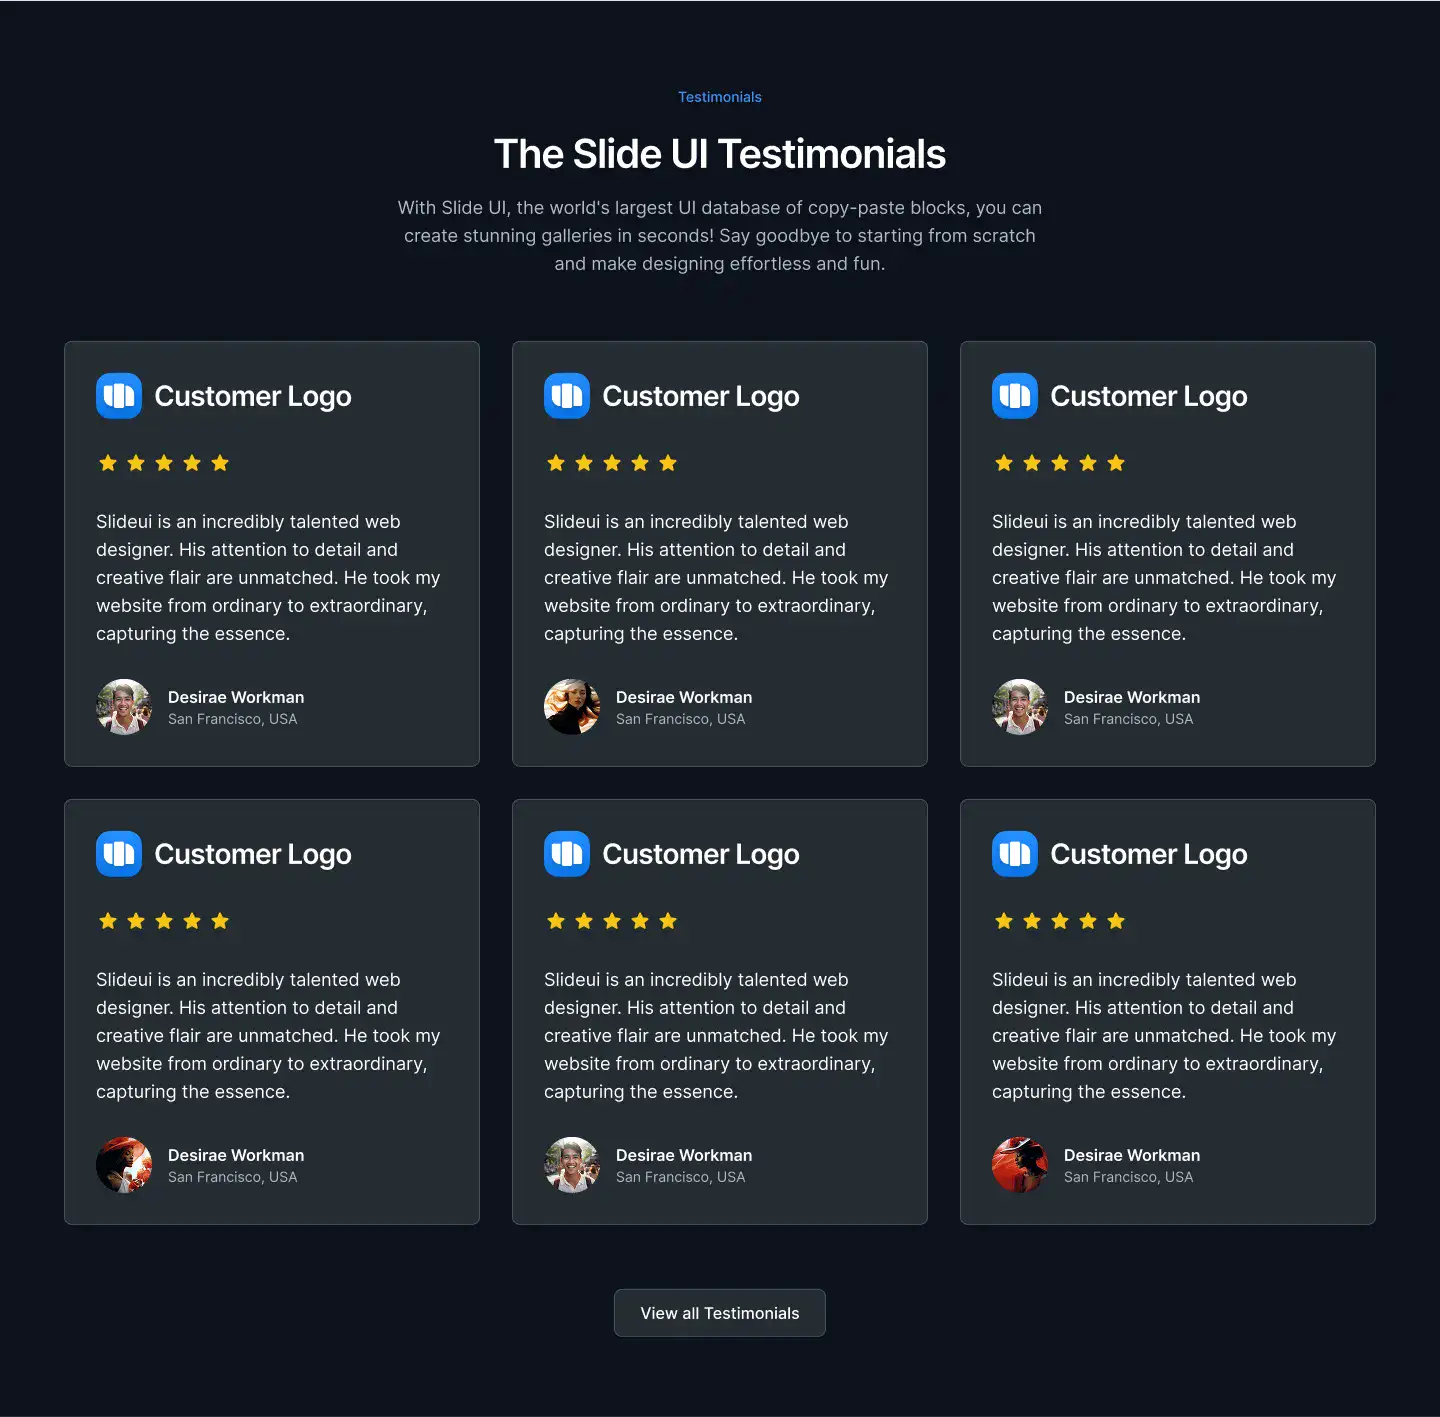 Testimonials
The Slide UI Testimonials
With Slide UI, the world's largest UI database of copy-paste blocks, you can
create stunning galleries in seconds! Say goodbye to starting from scratch
and make designing effortless and fun.
Customer Logo
Slideui is an incredibly talented web
designer. His attention to detail and
creative flair are unmatched. He took my
website from ordinary to extraordinary,
capturing the essence.
Desirae Workman
San Francisco, USA
Customer Logo
Slideui is an incredibly talented web
designer. His attention to detail and
creative flair are unmatched. He took my
website from ordinary to extraordinary,
capturing the essence.
Desirae Workman
San Francisco, USA
Customer Logo
Slideui is an incredibly talented web
designer. His attention to detail and
creative flair are unmatched. He took my
website from ordinary to extraordinary,
capturing the essence.
Desirae Workman
San Francisco, USA
Customer Logo
Slideui is an incredibly talented web
designer. His attention to detail and
creative flair are unmatched. He took my
website from ordinary to extraordinary,
capturing the essence.
Desirae Workman
San Francisco, USA
Customer Logo
Slideui is an incredibly talented web
designer. His attention to detail and
creative flair are unmatched. He took my
website from ordinary to extraordinary,
capturing the essence.
Desirae Workman
San Francisco, USA
Customer Logo
Slideui is an incredibly talented web
designer. His attention to detail and
creative flair are unmatched. He took my
website from ordinary to extraordinary,
capturing the essence.
Desirae Workman
San Francisco, USA
View all Testimonials